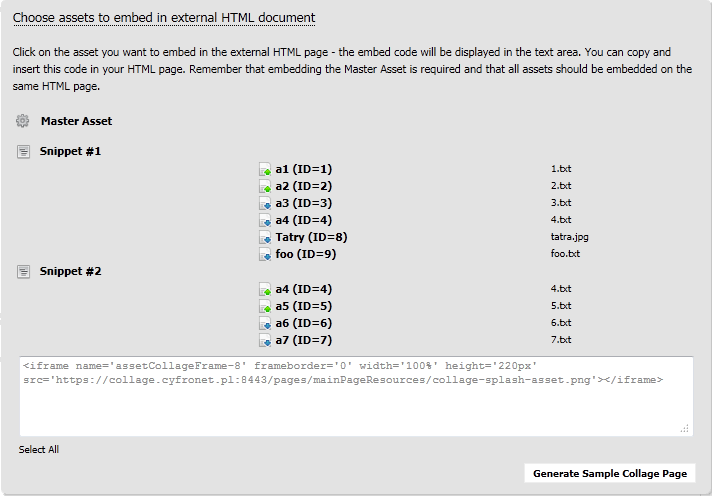 Choose assets to embed in external HTML document
Click on the asset you want to embed in the external HTML page - the embed code will be displayed in the text area. You can copy and
insert this code in your HTML page. Remember that embedding the Master Asset is required and that all assets should be embedded on the
same HTML page.
Master Asset
Snippet #1
a1 (ID=1) 1.txt
a2 (ID=2) 2.txt
a3 (ID=3) 3.txt
a4 (ID=4) 4.txt
Tatry (ID=8) tatra.jpg
foo (ID=9) foo.txt
Snippet #2
a4 (ID=4) 4.txt
a5 (ID=5) 5.txt
a6 (ID=6) 6.txt
a7 (ID=7) 7.txt
<iframe name='assetCollageFrame-8' frameborder='0' width='100%' height='220px'
src='https://collage.cyfronet.pl:8443/pages/mainPageResources/collage-splash-asset.png'></iframe>
Select All
Generate Sample Collage Page